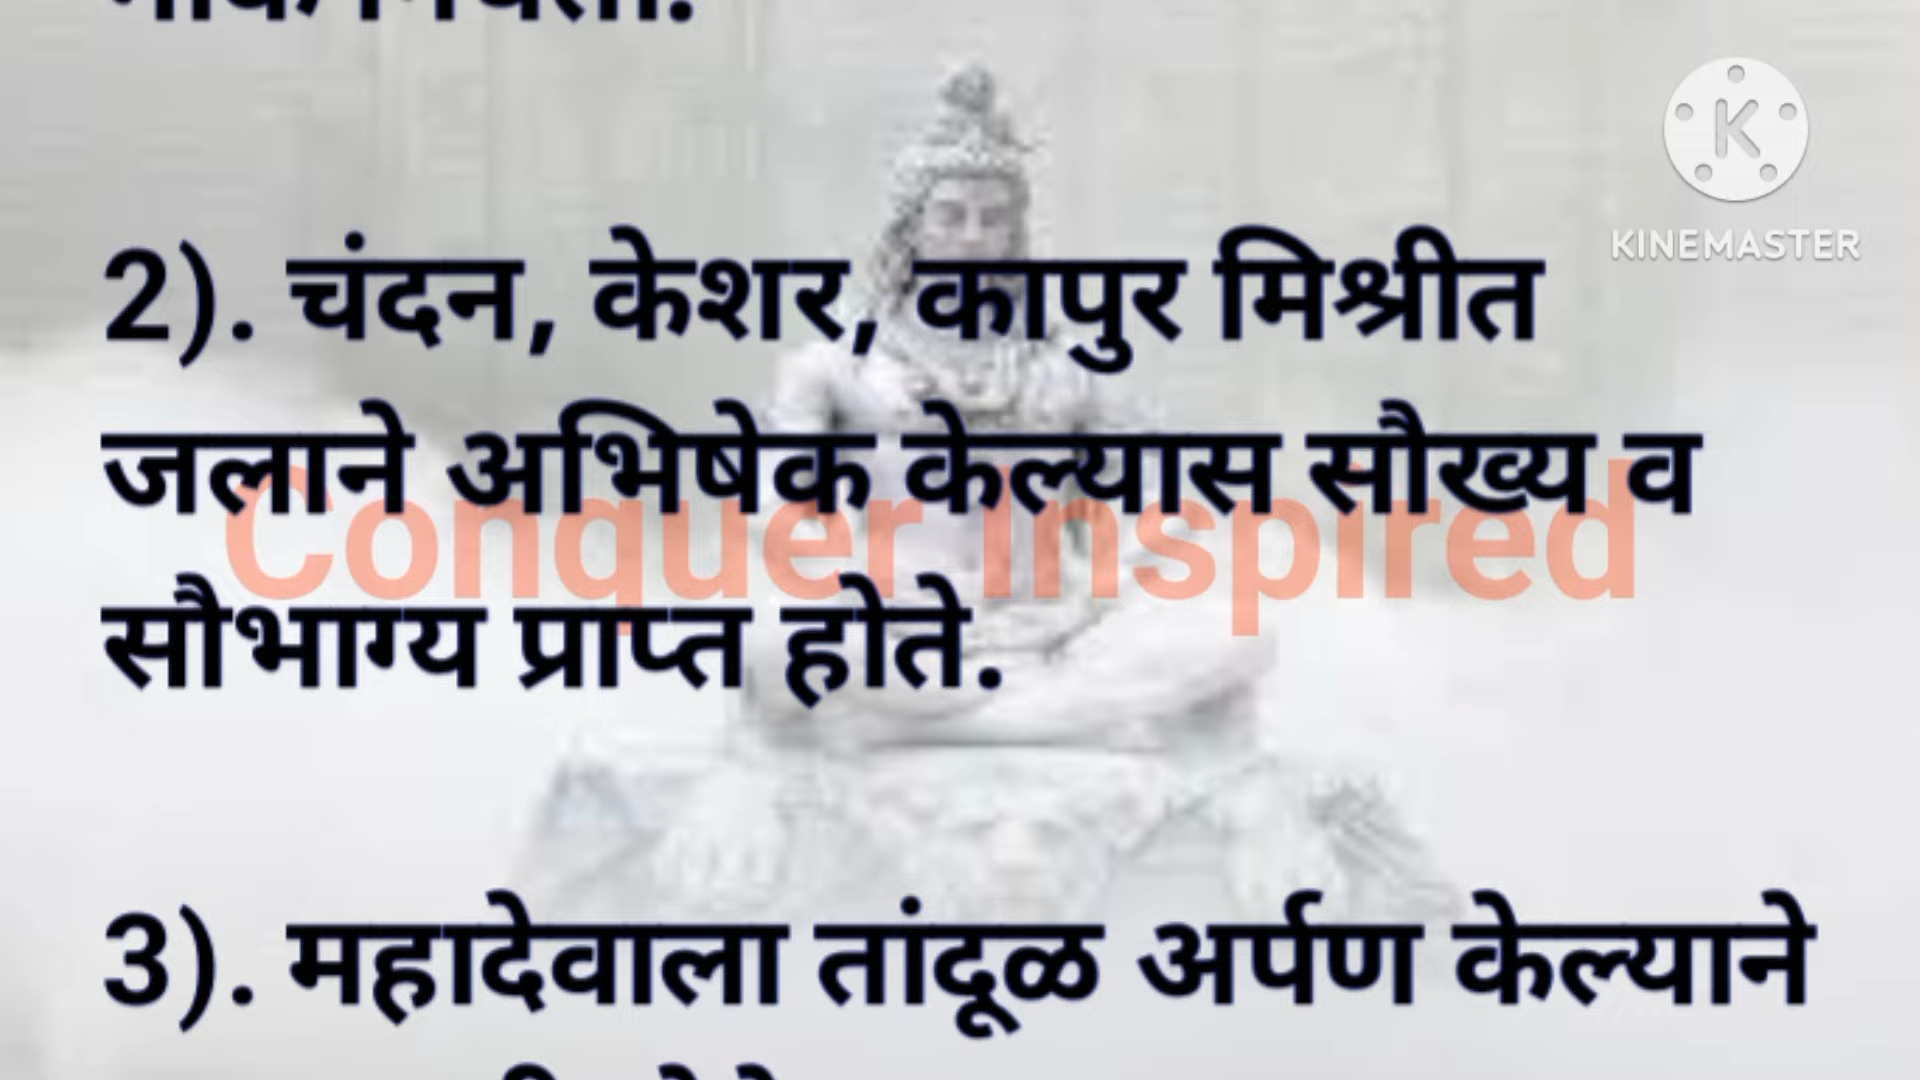 KINEMASTER
2). चंदन, केशर, कापुर मिश्रीत
जलाने अभिषेक केल्यास सौख्य व
Conquer Inspired
सौभाग्य प्राप्त होते.
3). महादेवाला तांदूळ अर्पण केल्याने